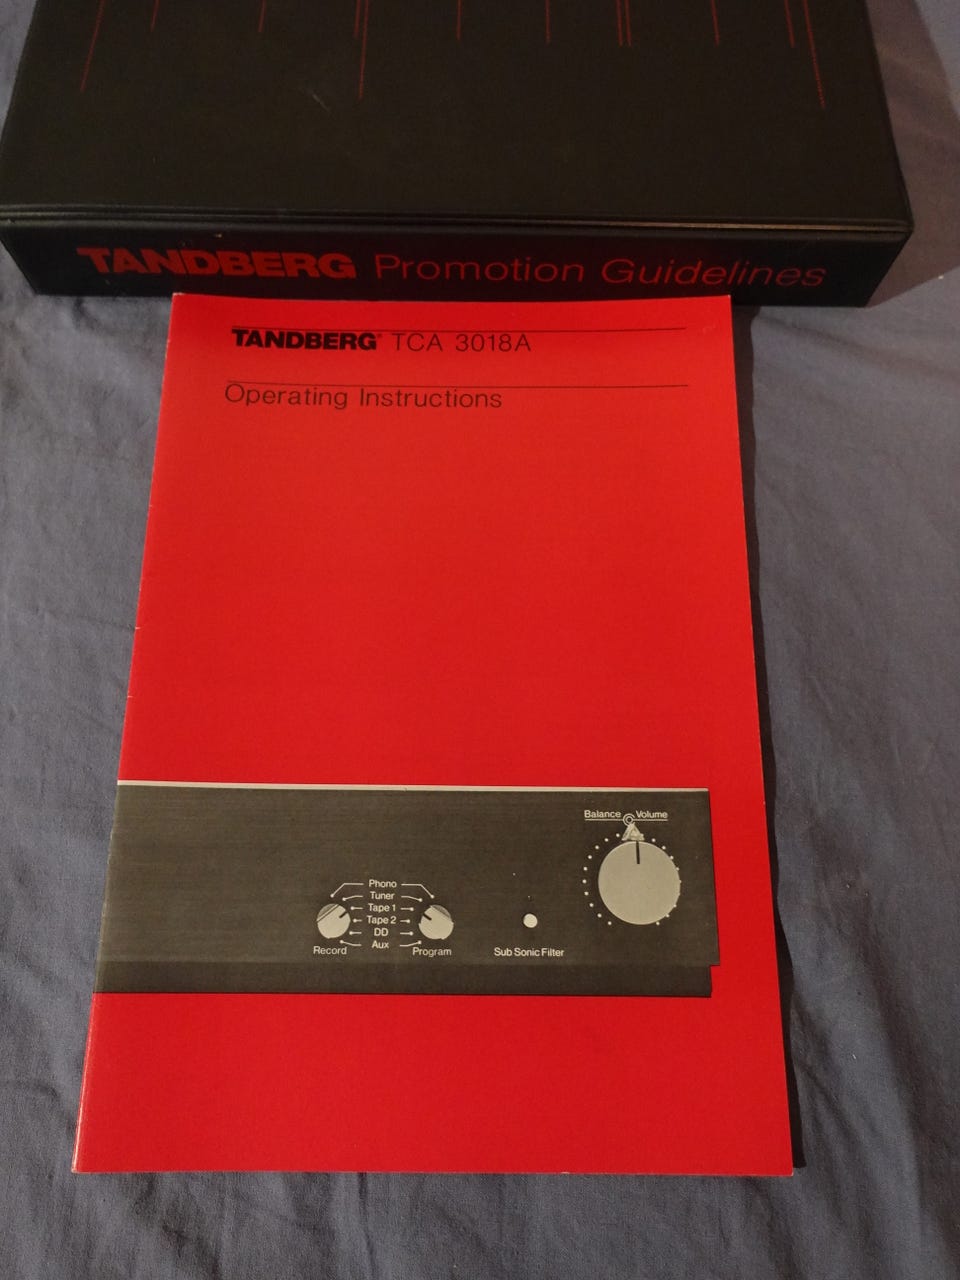 TANDBERG Promotion Guidelines
TANDBERG® TCA 3018A
Operating Instructions
Balance Volume
Phono
Tuner
Tape 1
Tape 2
DD
Aux
Record
Program
Sub Sonic Filter